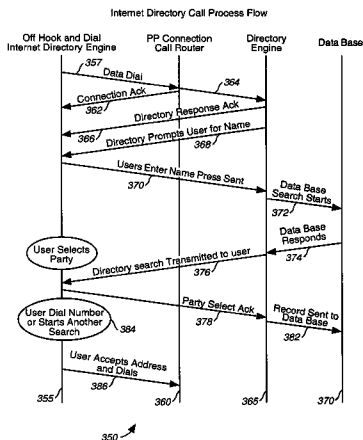 Internet Directory Call Process Flow
Off Hook and Dial
Internet Directory Engine
PP Connection
Call Router
Directory
Engine
Data Base
357
Data Dial
364
Connection Ack
362
Directory Response Ack
366
Directory Prompts User for Name
368
Users Enter Name Press Sent
370
Data Base
Search Starts
372
Data Base
Responds
374
User Selects
Party
Directory search Transmitted to user
376
Party Select Ack
378
User Dial Number
or Starts Another
Search
384
Record Sent to
Data Base
382
User Accepts Address
and Dials
388
355
360
365
370
350